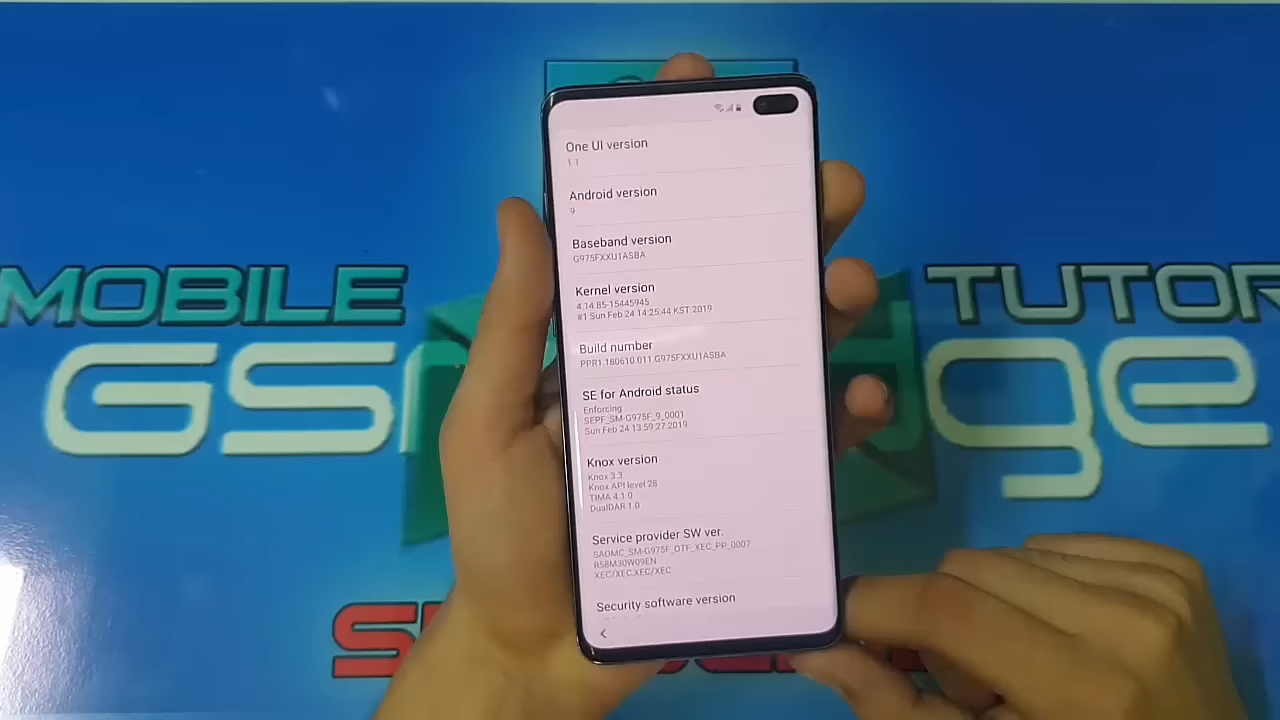 One UI version
1.1
Android version
9
Baseband version
G975FXXU1ASBA
Kernel version
4.14.85-15445945
#1 Sun Feb 24 14:25:44 KST 2019
Build number
PPR1.180610.011.G975FXXU1ASBA
SE for Android status
Enforcing
SEPF_SM-G975F_9_0001
Sun Feb 24 13:59:27 2019
Knox version
Knox 3.3
Knox API level 28
TIMA 4.1.0
DualDAR 1.0
Service provider SW ver.
SAOMC_SM-G975F_OTF_XEC_PP_0007
R58M30W09EN
XEC/XEC,XEC/XEC
Security software version
MOBILE
TUTOR
GSM
dge